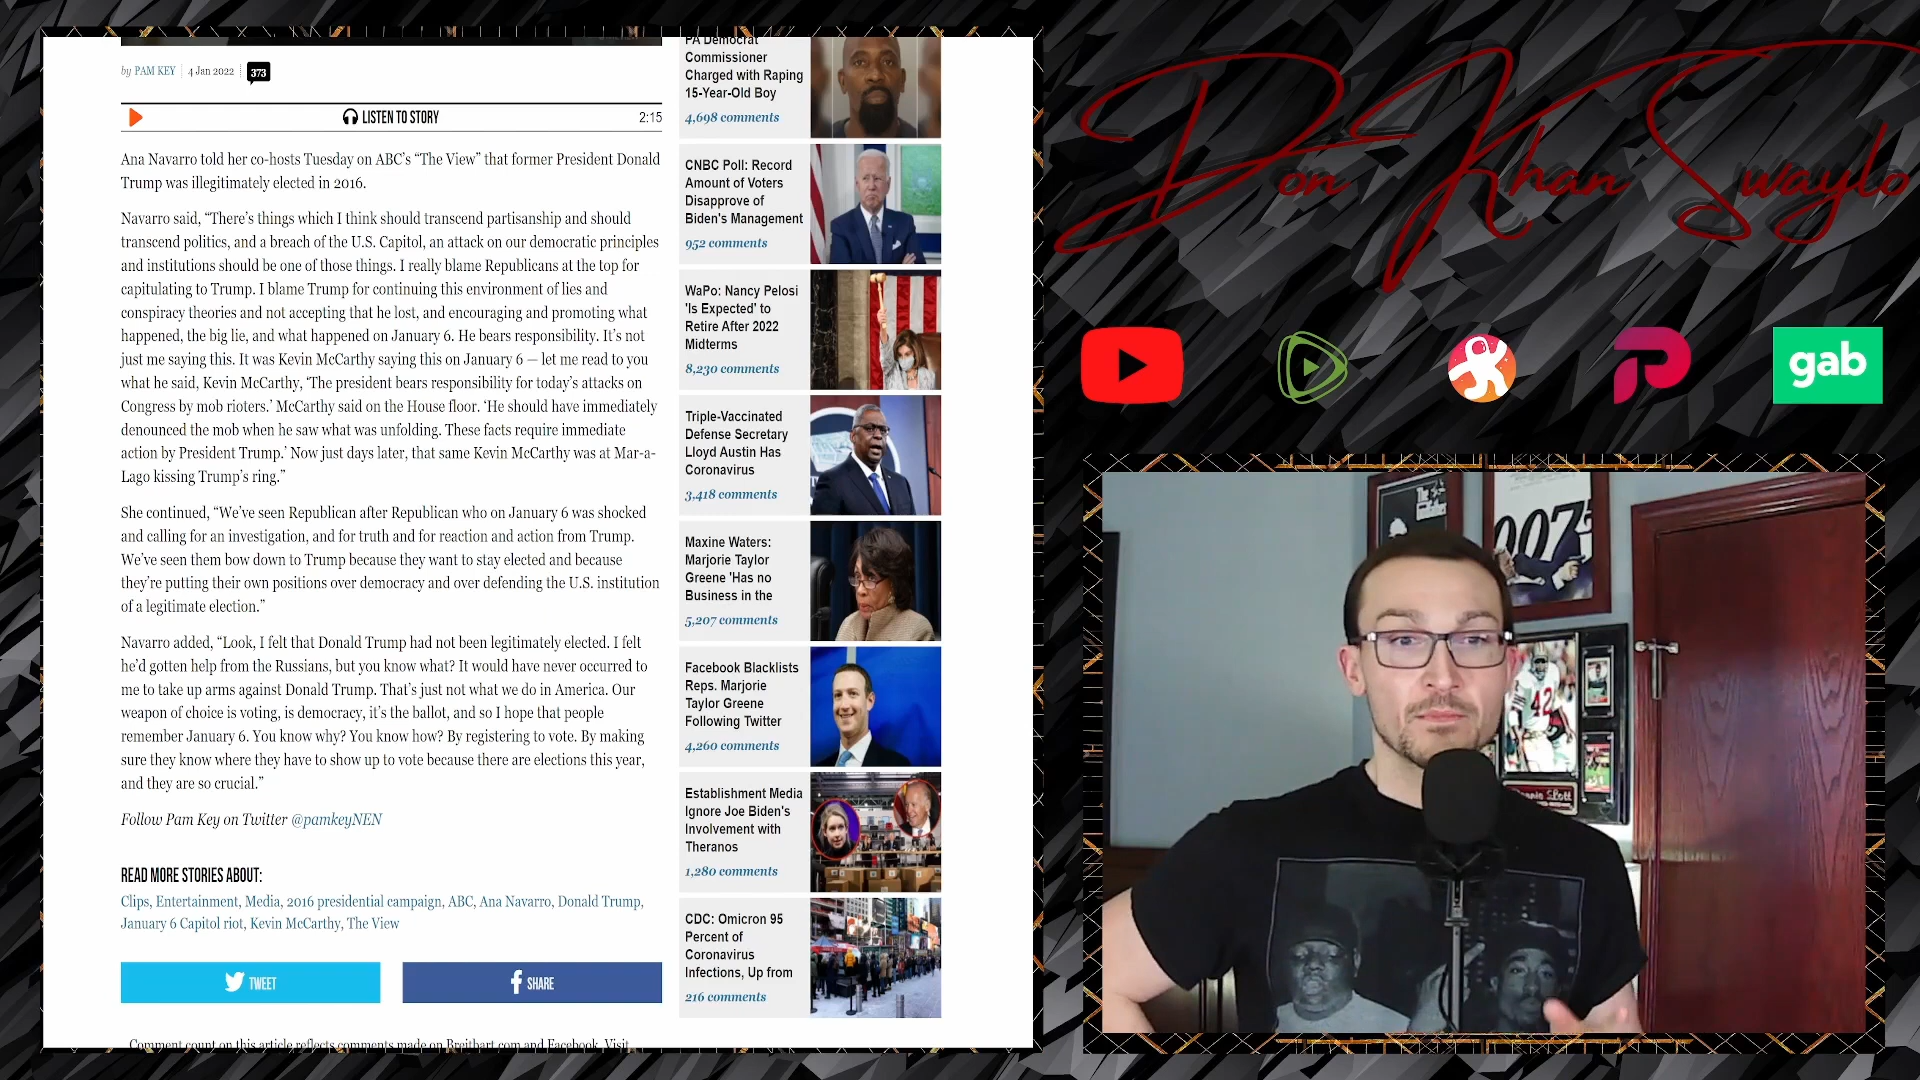 by PAM KEY
4 Jan 2022
373
LISTEN TO STORY
2:15
Ana Navarro told her co-hosts Tuesday on ABC’s “The View” that former President Donald
Trump was illegitimately elected in 2016.
Navarro said, “There’s things which I think should transcend partisanship and should
transcend politics, and a breach of the U.S. Capitol, an attack on our democratic principles
and institutions should be one of those things. I really blame Republicans at the top for
capitulating to Trump. I blame Trump for continuing this environment of lies and
conspiracy theories and not accepting that he lost, and encouraging and promoting what
happened, the big lie, and what happened on January 6. He bears responsibility. It’s not
just me saying this. It was Kevin McCarthy saying this on January 6 — let me read to you
what he said, Kevin McCarthy, ‘The president bears responsibility for today’s attacks on
Congress by mob rioters.’ McCarthy said on the House floor. ‘He should have immediately
denounced the mob when he saw what was unfolding. These facts require immediate
action by President Trump.’ Now just days later, that same Kevin McCarthy was at Mar-a-
Lago kissing Trump’s ring.”
She continued, “We’ve seen Republican after Republican who on January 6 was shocked
and calling for an investigation, and for truth and for reaction and action from Trump.
We’ve seen them bow down to Trump because they want to stay elected and because
they’re putting their own positions over democracy and over defending the U.S. institution
of a legitimate election.”
Navarro added, “Look, I felt that Donald Trump had not been legitimately elected. I felt
he’d gotten help from the Russians, but you know what? It would have never occurred to
me to take up arms against Donald Trump. That’s just not what we do in America. Our
weapon of choice is voting, is democracy, it’s the ballot, and so I hope that people
remember January 6. You know why? You know how? By registering to vote. By making
sure they know where they have to show up to vote because there are elections this year,
and they are so crucial.”
Follow Pam Key on Twitter @pamkeyNEN
READ MORE STORIES ABOUT:
Clips, Entertainment, Media, 2016 presidential campaign, ABC, Ana Navarro, Donald Trump,
January 6 Capitol riot, Kevin McCarthy, The View
TWEET
SHARE
Comment count on this article reflects comments made on Breitbart.com and Facebook. Visit
PA Democrat
Commissioner
Charged with Raping
15-Year-Old Boy
4,698 comments
CNBC Poll: Record
Amount of Voters
Disapprove of
Biden's Management
952 comments
WaPo: Nancy Pelosi
'Is Expected' to
Retire After 2022
Midterms
8,230 comments
Triple-Vaccinated
Defense Secretary
Lloyd Austin Has
Coronavirus
3,418 comments
Maxine Waters:
Marjorie Taylor
Greene 'Has no
Business in the
5,207 comments
Facebook Blacklists
Reps. Marjorie
Taylor Greene
Following Twitter
4,260 comments
Establishment Media
Ignore Joe Biden's
Involvement with
Theranos
1,280 comments
CDC: Omicron 95
Percent of
Coronavirus
Infections, Up from
216 comments
Don Khan Swaylo
gab
The Godfather
007
42